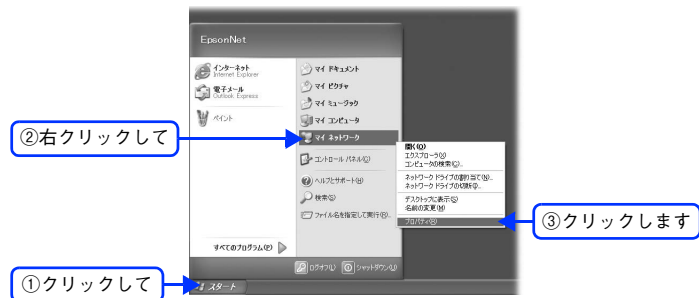 EpsonNet
インターネット
Internet Explorer
電子メール
Outlook Express
ペイント
すべてのプログラム(P)
マイ ドキュメント
マイ ピクチャ
マイ ミュージック
マイ コンピュータ
マイ ネットワーク
コントロール パネル(C)
ヘルプとサポート(H)
検索(S)
ファイル名を指定して実行(R)...
ログオフ(L)
シャットダウン(U)
開く(O)
エクスプローラ(X)
コンピュータの検索(C)...
ネットワーク ドライブの割り当て(N)...
ネットワーク ドライブの切断(I)...
デスクトップに表示(S)
名前の変更(M)
プロパティ(R)
スタート
①クリックして
②右クリックして
③クリックします